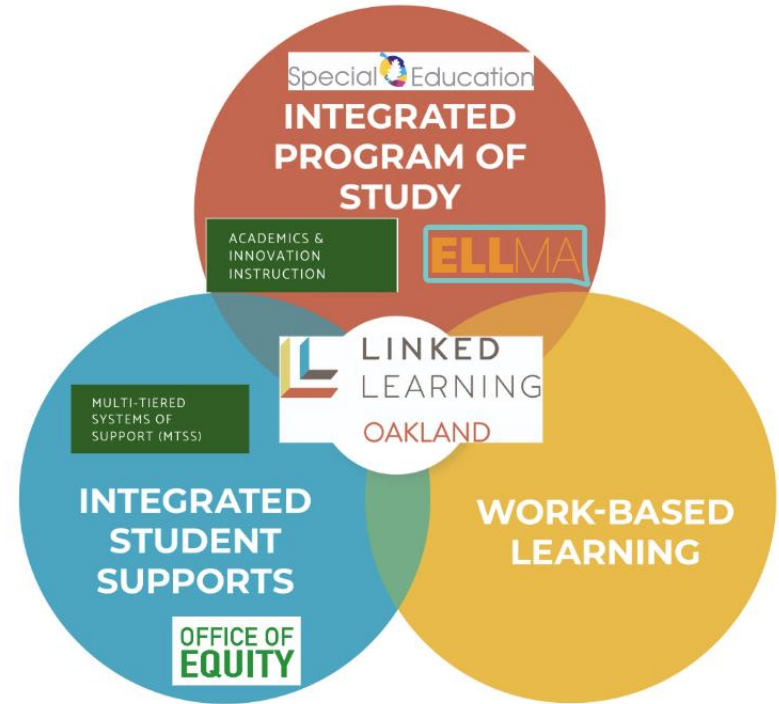 Special Education
INTEGRATED
PROGRAM OF
STUDY
ACADEMICS &
INNOVATION
INSTRUCTION
ELLMA
LINKED
LEARNING
OAKLAND
MULTI-TIERED
SYSTEMS OF
SUPPORT (MTSS)
INTEGRATED
STUDENT
SUPPORTS
OFFICE OF
EQUITY
WORK-BASED
LEARNING